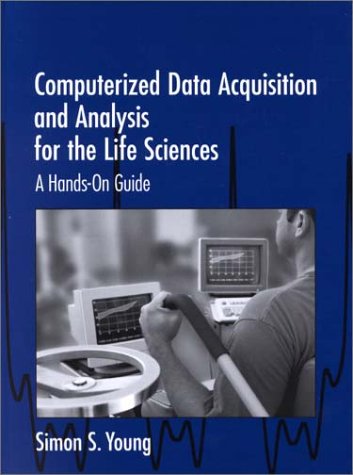 Computerized Data Acquisition
and Analysis
for the Life Sciences
A Hands-On Guide
Simon S. Young